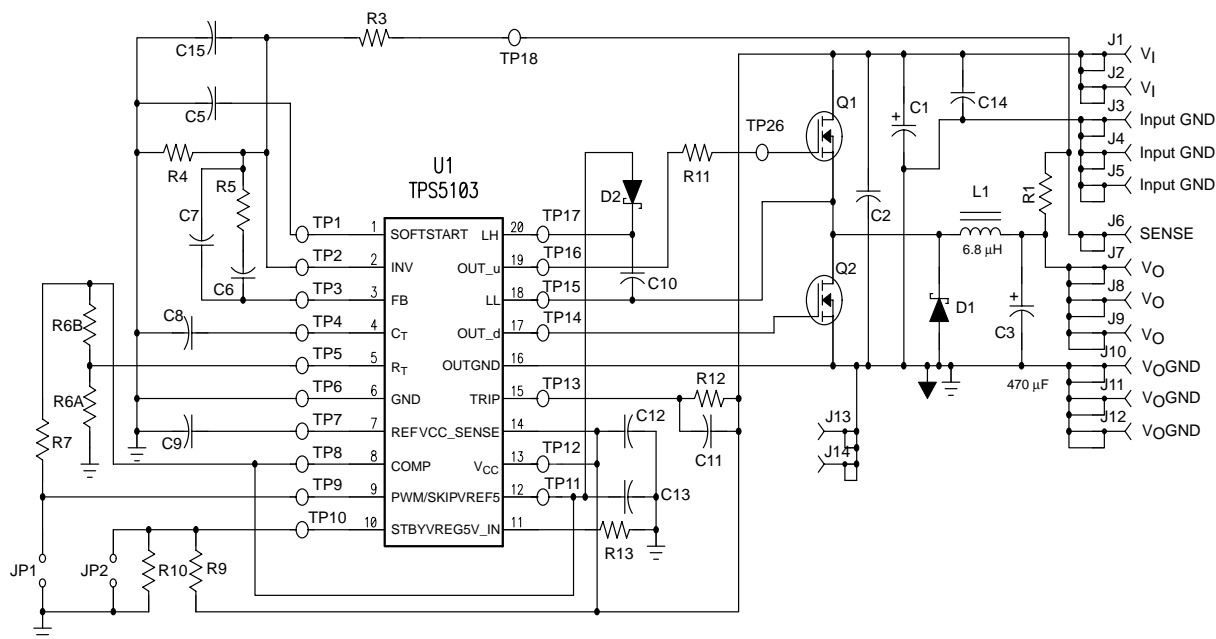 R3
C15
TP18
J1
VI
J2
VI
C5
Q1
C1
C14
J3
Input GND
TP26
J4
Input GND
R4
U1
TPS5103
R11
J5
Input GND
R5
D2
R1
C7
C2
L1
TP1
1
SOFTSTART
LH
20
TP17
6.8 µH
J6
SENSE
TP2
2
INV
OUT_u
19
TP16
J7
VO
C6
C10
Q2
TP3
3
FB
LL
18
TP15
J8
VO
R6B
C8
TP4
4
CT
OUT_d
17
TP14
D1
C3
J9
VO
TP5
5
RT
OUTGND
16
J10
VOGND
470 µF
R6A
TP6
6
GND
TRIP
15
TP13
R12
J11
VOGND
R7
C9
TP7
7
REFVCC_SENSE
14
C12
C11
J13
J12
VOGND
TP8
8
COMP
VCC
13
TP12
J14
TP9
9
PWM/SKIPVREF5
12
TP11
C13
TP10
10
STBYVREG5V_IN
11
R13
JP1
JP2
R10
R9